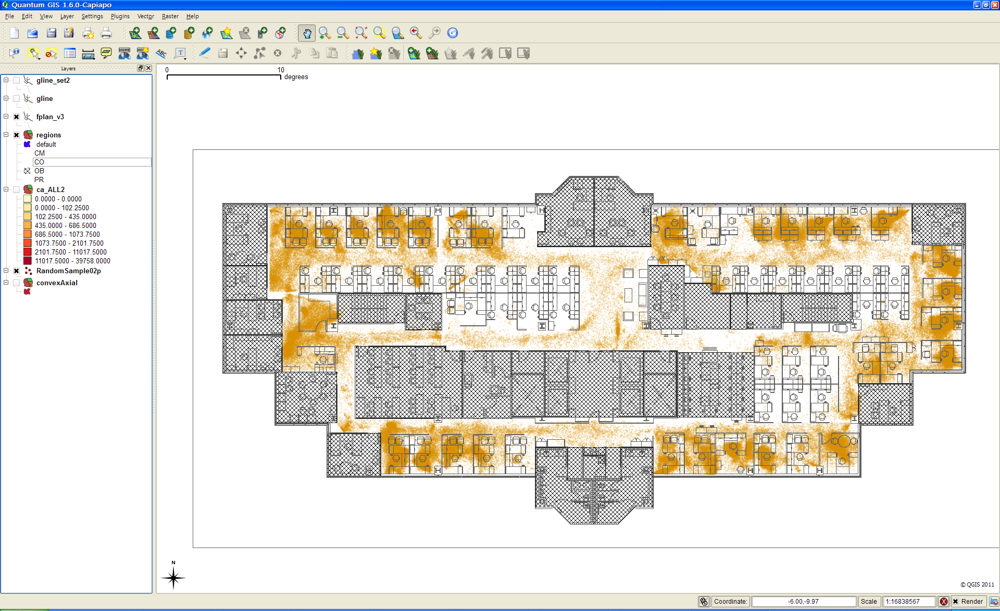 Quantum GIS 1.6.0-Capiapo
File Edit View Layer Settings Plugins Vector Raster Help
Layers
gline_set2
gline
fplan_v3
regions
default
CM
CO
OB
PR
ca_ALL2
0.0000 - 0.0000
0.0000 - 102.2500
102.2500 - 435.0000
435.0000 - 686.5000
686.5000 - 1073.7500
1073.7500 - 2101.7500
2101.7500 - 11017.5000
11017.5000 - 39758.0000
RandomSample02p
convexAxial
0 10
degrees
N
© QGIS 2011
Coordinate: -6.00,-9.97 Scale 1:16838567 Render